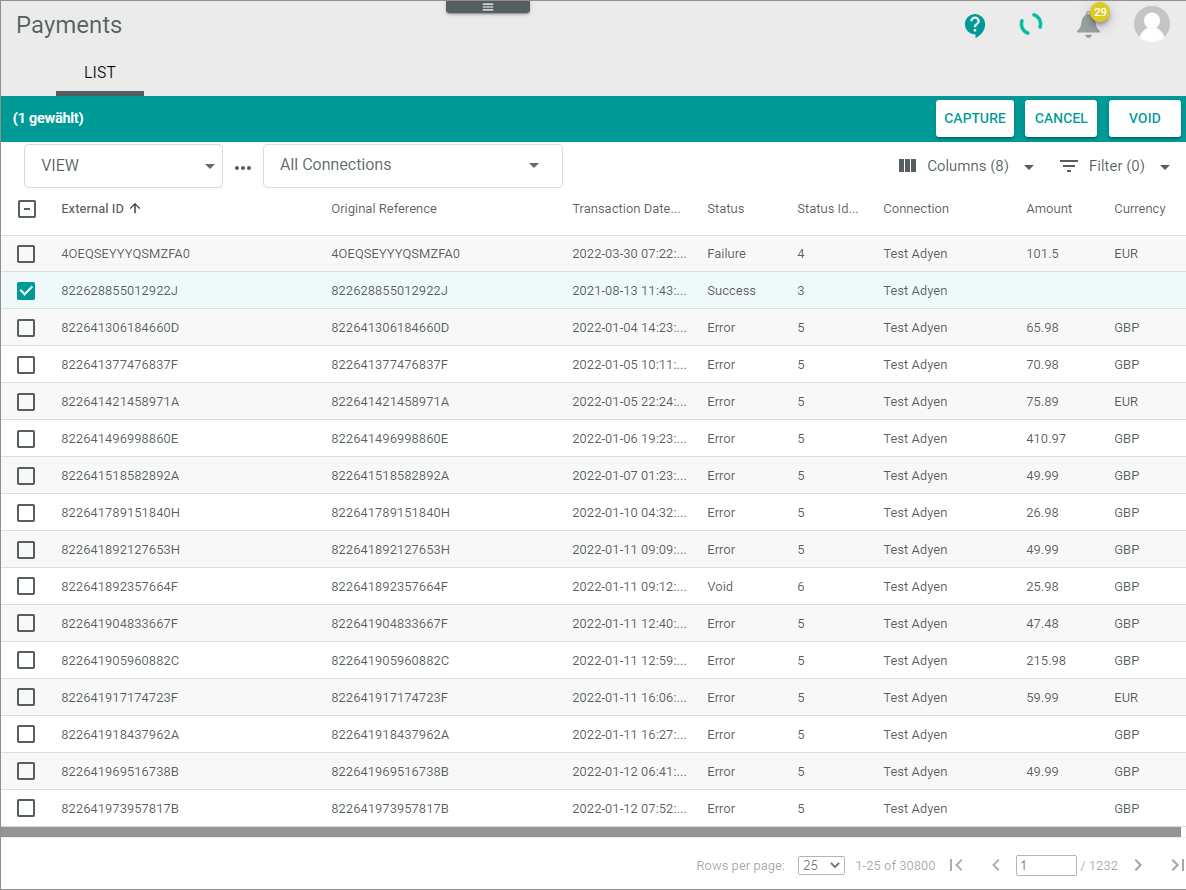 Payments
29
LIST
(1 gewählt) CAPTURE CANCEL VOID
VIEW ••• All Connections Columns (8) Filter (0)
External ID Original Reference Transaction Date... Status Status Id... Connection Amount Currency
4OEQSEYYYQSMZFA0 4OEQSEYYYQSMZFA0 2022-03-30 07:22:... Failure 4 Test Adyen 101.5 EUR
822628855012922J 822628855012922J 2021-08-13 11:43:... Success 3 Test Adyen
822641306184660D 822641306184660D 2022-01-04 14:23:... Error 5 Test Adyen 65.98 GBP
822641377476837F 822641377476837F 2022-01-05 10:11:... Error 5 Test Adyen 70.98 GBP
822641421458971A 822641421458971A 2022-01-05 22:24:... Error 5 Test Adyen 75.89 EUR
822641496998860E 822641496998860E 2022-01-06 19:23:... Error 5 Test Adyen 410.97 GBP
822641518582892A 822641518582892A 2022-01-07 01:23:... Error 5 Test Adyen 49.99 GBP
822641789151840H 822641789151840H 2022-01-10 04:32:... Error 5 Test Adyen 26.98 GBP
822641892127653H 822641892127653H 2022-01-11 09:09:... Error 5 Test Adyen 49.99 GBP
822641892357664F 822641892357664F 2022-01-11 09:12:... Void 6 Test Adyen 25.98 GBP
822641904833667F 822641904833667F 2022-01-11 12:40:... Error 5 Test Adyen 47.48 GBP
822641905960882C 822641905960882C 2022-01-11 12:59:... Error 5 Test Adyen 215.98 GBP
822641917174723F 822641917174723F 2022-01-11 16:06:... Error 5 Test Adyen 59.99 EUR
822641918437962A 822641918437962A 2022-01-11 16:27:... Error 5 Test Adyen GBP
822641969516738B 822641969516738B 2022-01-12 06:41:... Error 5 Test Adyen 49.99 GBP
822641973957817B 822641973957817B 2022-01-12 07:52:... Error 5 Test Adyen GBP
Rows per page: 25 1-25 of 30800 1 / 1232